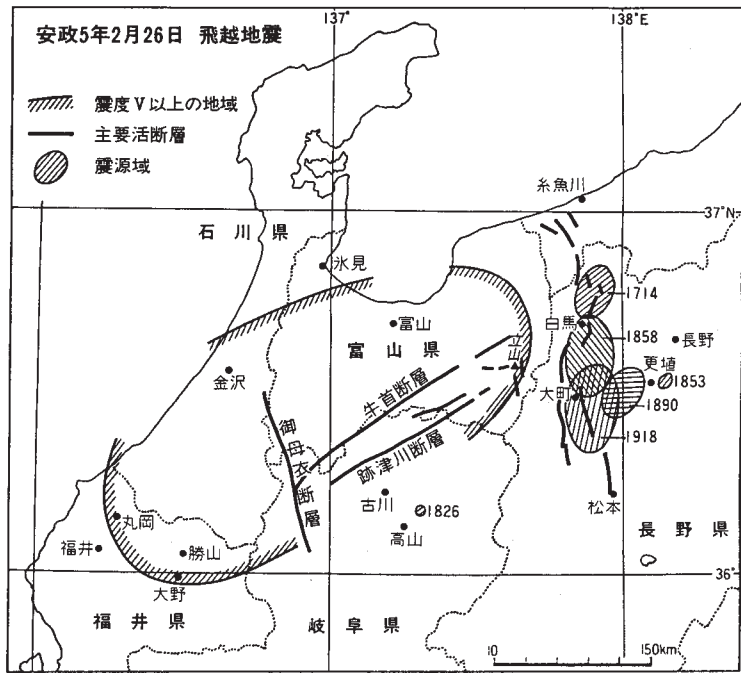 安政5年2月26日 飛越地震
137°
138°E
震度Ⅴ以上の地域
主要活断層
震源域
糸魚川
37°N
石川県
氷見
1714
富山
白馬
1858
長野
富山県
立山
更埴
金沢
牛首断層
大町
1853
1890
御母衣断層
跡津川断層
1918
古川
1826
松本
丸岡
高山
長野県
福井
勝山
大野
36°
福井県
岐阜県
10
150km